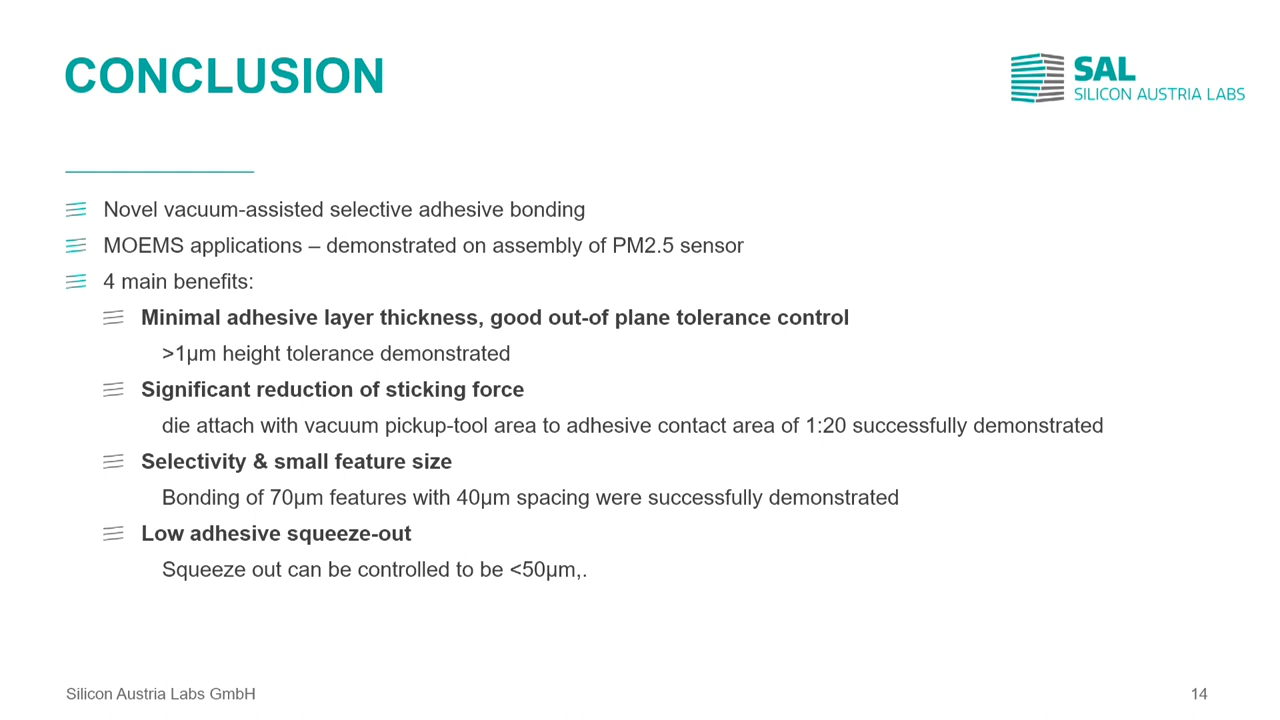 CONCLUSION
SAL
SILICON AUSTRIA LABS
Novel vacuum-assisted selective adhesive bonding
MOEMS applications – demonstrated on assembly of PM2.5 sensor
4 main benefits:
Minimal adhesive layer thickness, good out-of plane tolerance control
>1µm height tolerance demonstrated
Significant reduction of sticking force
die attach with vacuum pickup-tool area to adhesive contact area of 1:20 successfully demonstrated
Selectivity & small feature size
Bonding of 70µm features with 40µm spacing were successfully demonstrated
Low adhesive squeeze-out
Squeeze out can be controlled to be <50µm,.
Silicon Austria Labs GmbH
14